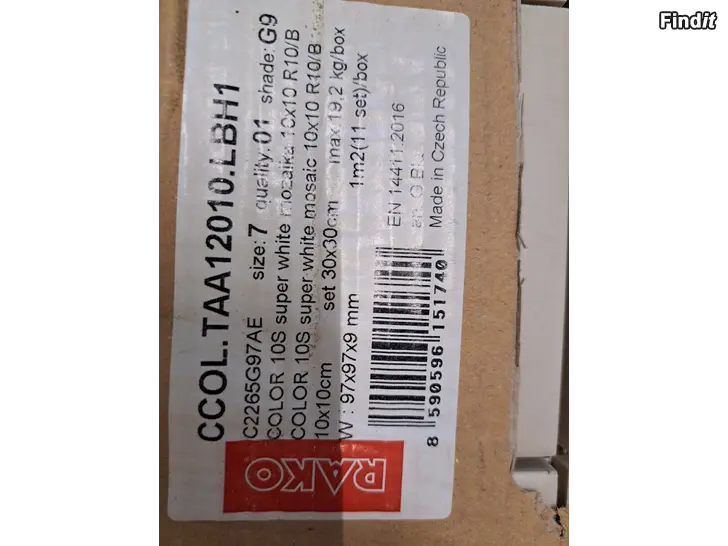 Findit
CCOL.TAA12010.LBH1
C2265G97AE size: 7 quality: 01 shade: G9
COLOR 10S super white mozaika 10x10 R10/B
COLOR 10S super white mosaic 10x10 R10/B
10x10cm set 30x30cm max 19,2 kg/box
W : 97x97x9 mm 1m2(11 set)/box
EN 14411:2016
Made in Czech Republic
8 590596 151740
RAKO